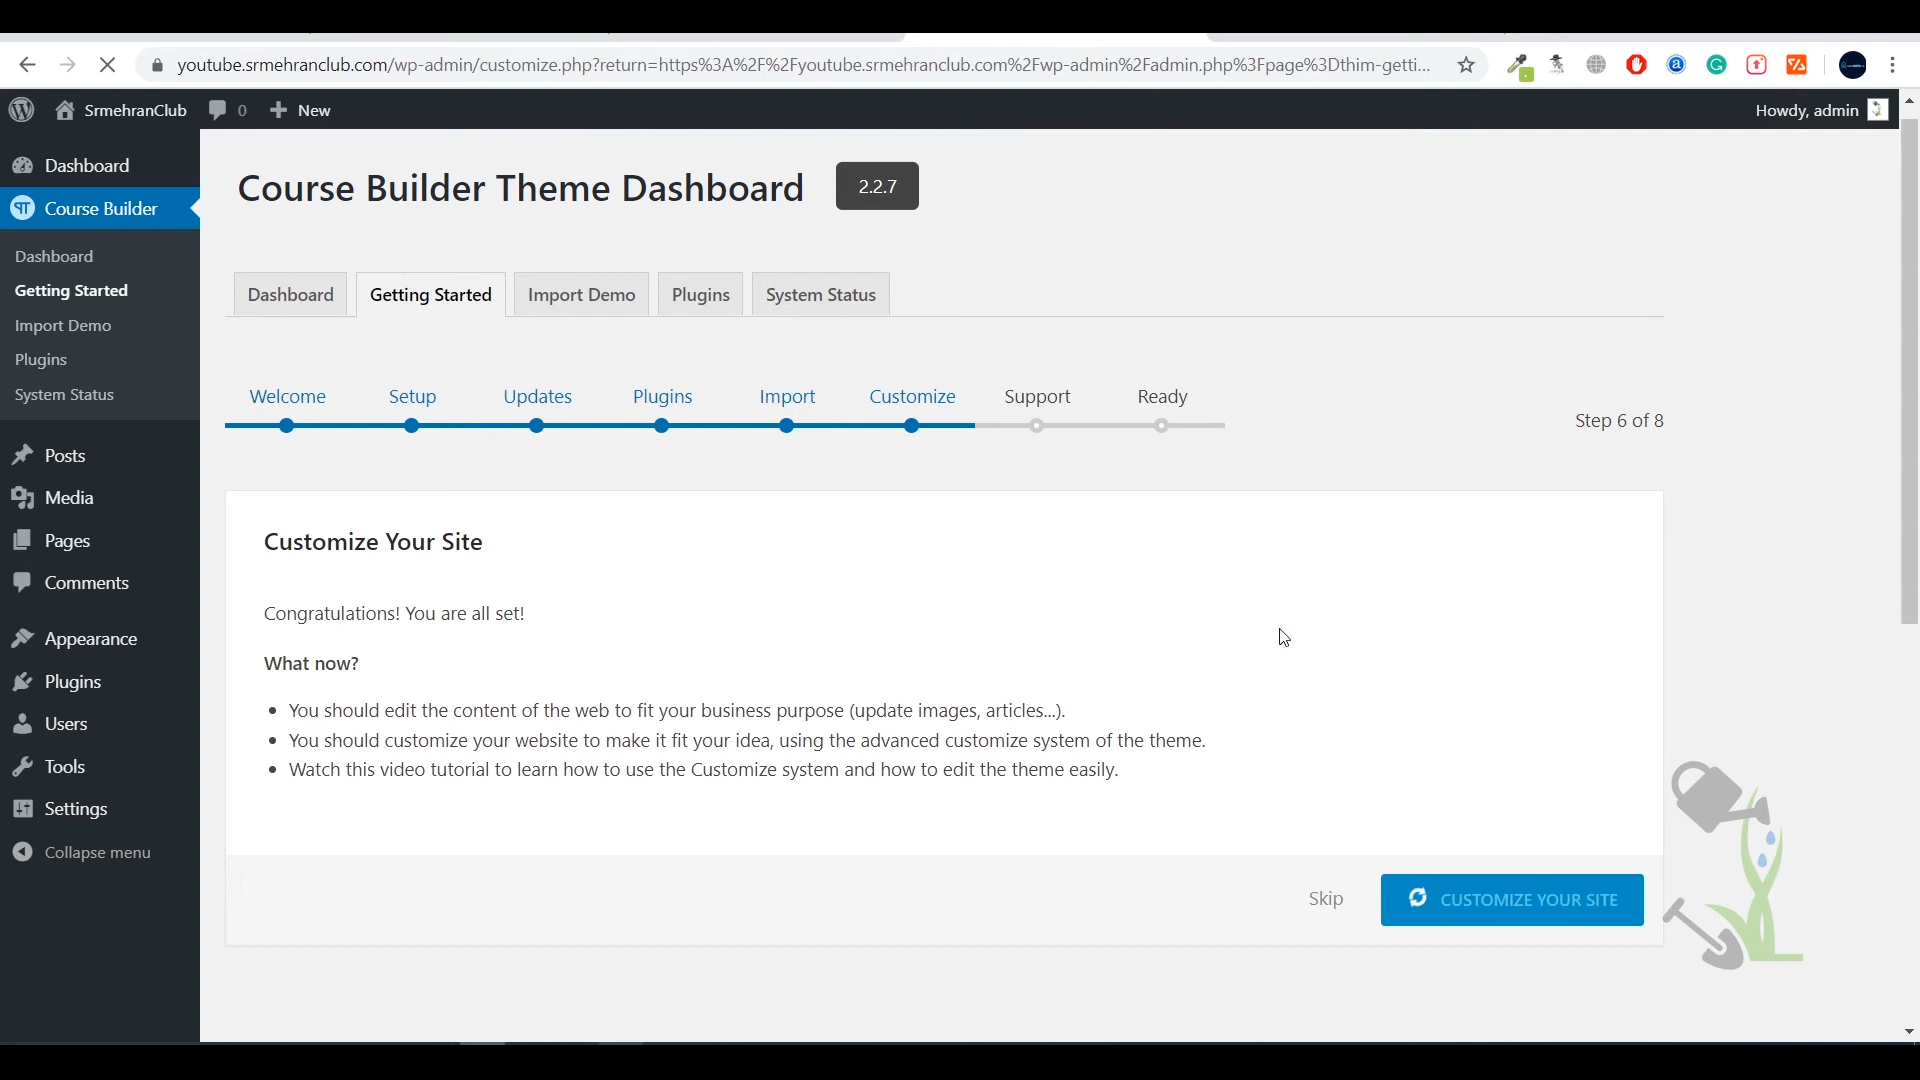 youtube.srmehranclub.com/wp-admin/customize.php?return=https%3A%2F%2Fyoutube.srmehranclub.com%2Fwp-admin%2Fadmin.php%3Fpage%3Dthim-getti...
SrmehranClub 0 New Howdy, admin
Dashboard
Course Builder
Dashboard
Getting Started
Import Demo
Plugins
System Status
Posts
Media
Pages
Comments
Appearance
Plugins
Users
Tools
Settings
Collapse menu
Course Builder Theme Dashboard 2.2.7
Dashboard Getting Started Import Demo Plugins System Status
Welcome Setup Updates Plugins Import Customize Support Ready
Step 6 of 8
Customize Your Site
Congratulations! You are all set!
What now?
You should edit the content of the web to fit your business purpose (update images, articles...).
You should customize your website to make it fit your idea, using the advanced customize system of the theme.
Watch this video tutorial to learn how to use the Customize system and how to edit the theme easily.
Skip CUSTOMIZE YOUR SITE